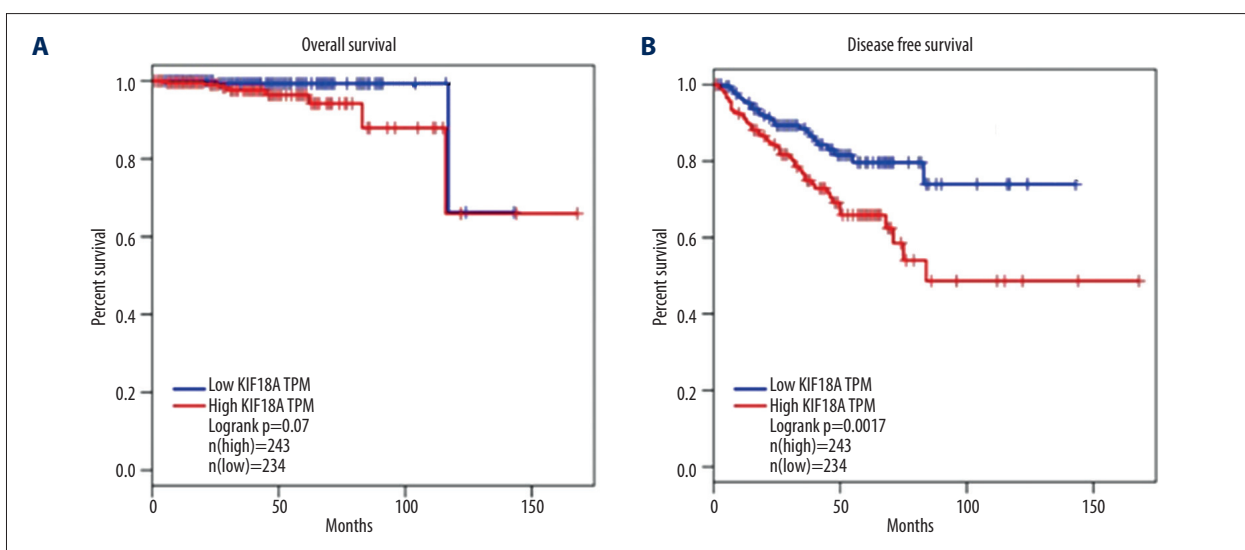 A
Overall survival
Percent survival
1.0
0.8
0.6
0.4
0.2
0.0
Low KIF18A TPM
High KIF18A TPM
Logrank p=0.07
n(high)=243
n(low)=234
0
50
100
150
Months
B
Disease free survival
Percent survival
1.0
0.8
0.6
0.4
0.2
0.0
Low KIF18A TPM
High KIF18A TPM
Logrank p=0.0017
n(high)=243
n(low)=234
0
50
100
150
Months